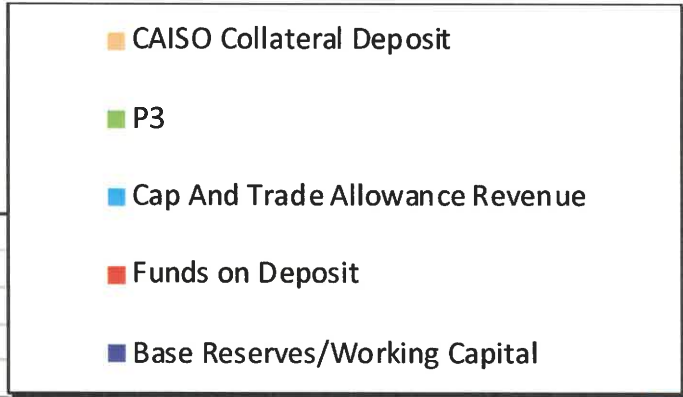 CAISO Collateral Deposit
P3
Cap And Trade Allowance Revenue
Funds on Deposit
Base Reserves/Working Capital